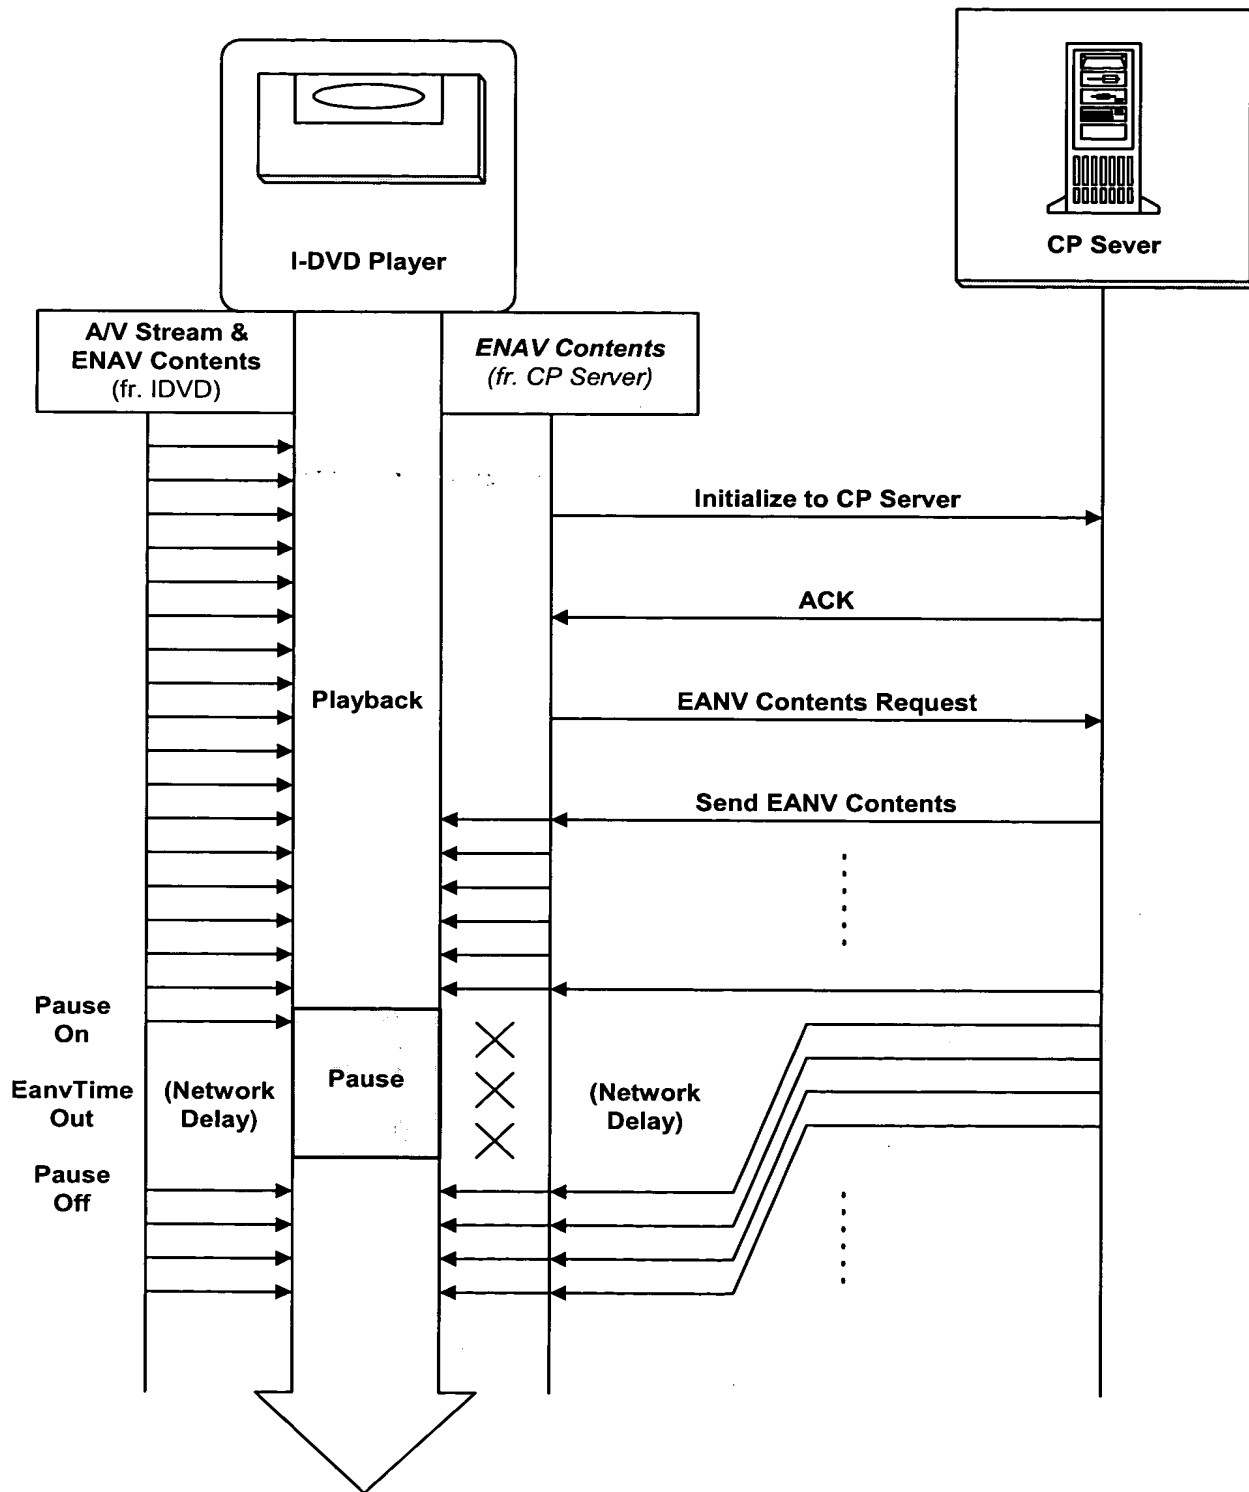 I-DVD Player
CP Sever
A/V Stream &
ENAV Contents
(fr. IDVD)
ENAV Contents
(fr. CP Server)
Initialize to CP Server
ACK
Playback
EANV Contents Request
Send EANV Contents
Pause
On
EanvTime
Out
(Network
Delay)
Pause
(Network
Delay)
Pause
Off